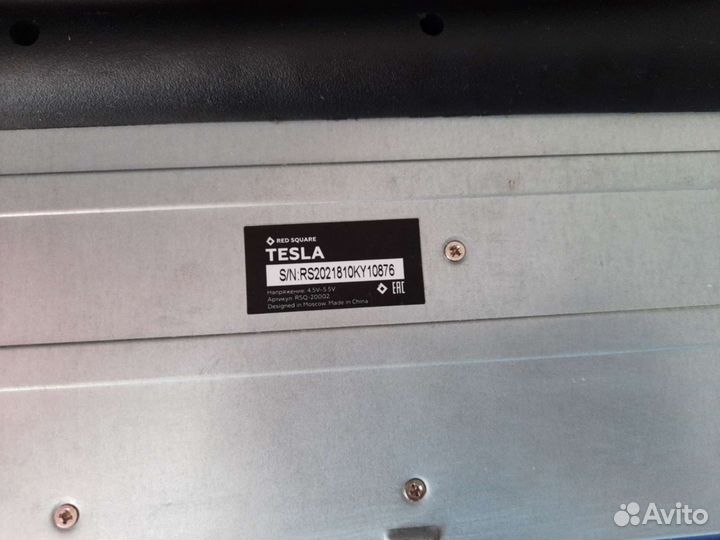 RED SQUARE
TESLA
S/N:RS2021810KY10876
Напряжение: 4.5V-5.5V
Артикул: RSQ-20002
Designed in Moscow. Made in China
EAC
Avito